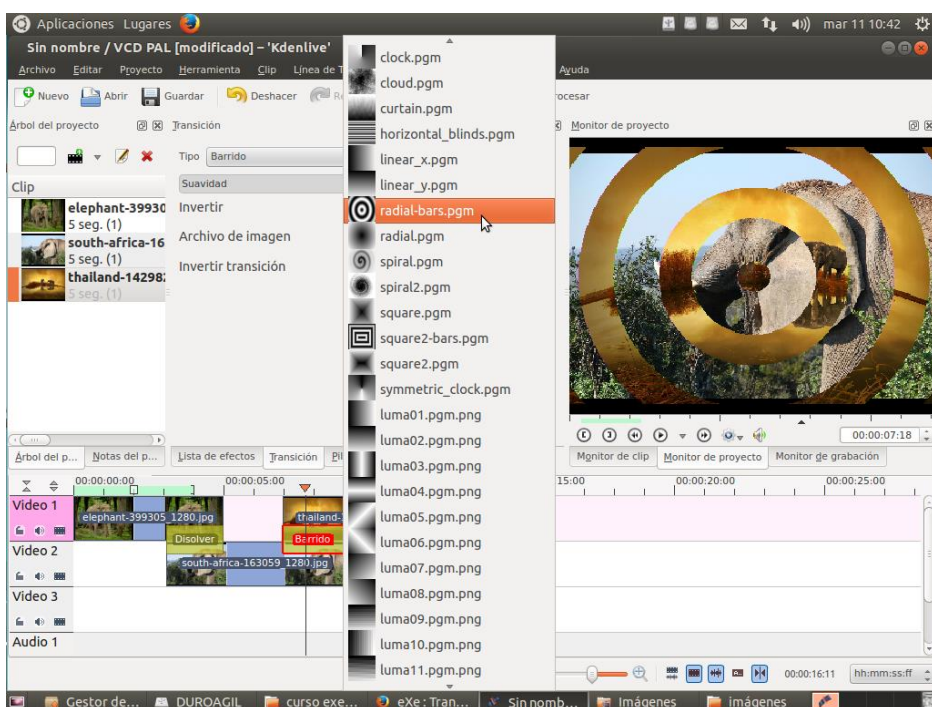 Aplicaciones Lugares mar 11 10:42
Sin nombre / VCD PAL [modificado] – 'Kdenlive'
Archivo Editar Proyecto Herramienta Clip Línea de T Ayuda
Nuevo Abrir Guardar Deshacer Re ocesar
Árbol del proyecto Transición Monitor de proyecto
Tipo Barrido
Clip
Suavidad
Invertir
Archivo de imagen
Invertir transición
elephant-39930
5 seg. (1)
south-africa-16
5 seg. (1)
thailand-14298
5 seg. (1)
clock.pgm
cloud.pgm
curtain.pgm
horizontal_blinds.pgm
linear_x.pgm
linear_y.pgm
radial-bars.pgm
radial.pgm
spiral.pgm
spiral2.pgm
square.pgm
square2-bars.pgm
square2.pgm
symmetric_clock.pgm
luma01.pgm.png
luma02.pgm.png
luma03.pgm.png
luma04.pgm.png
luma05.pgm.png
luma06.pgm.png
luma07.pgm.png
luma08.pgm.png
luma09.pgm.png
luma10.pgm.png
luma11.pgm.png
00:00:07:18
Árbol del p... Notas del p... Lista de efectos Transición Pil Monitor de clip Monitor de proyecto Monitor de grabación
00:00:00:00 00:00:05:00 15:00 00:00:20:00 00:00:25:00
Video 1
elephant-399305_1280.jpg thailand-
Disolver Barrido
Video 2
south-africa-163059_1280.jpg
Video 3
Audio 1
00:00:16:11 hh:mm:ss:ff
Gestor de... DUROAGIL curso exe... eXe : Tran... Sin nomb... Imágenes imágenes